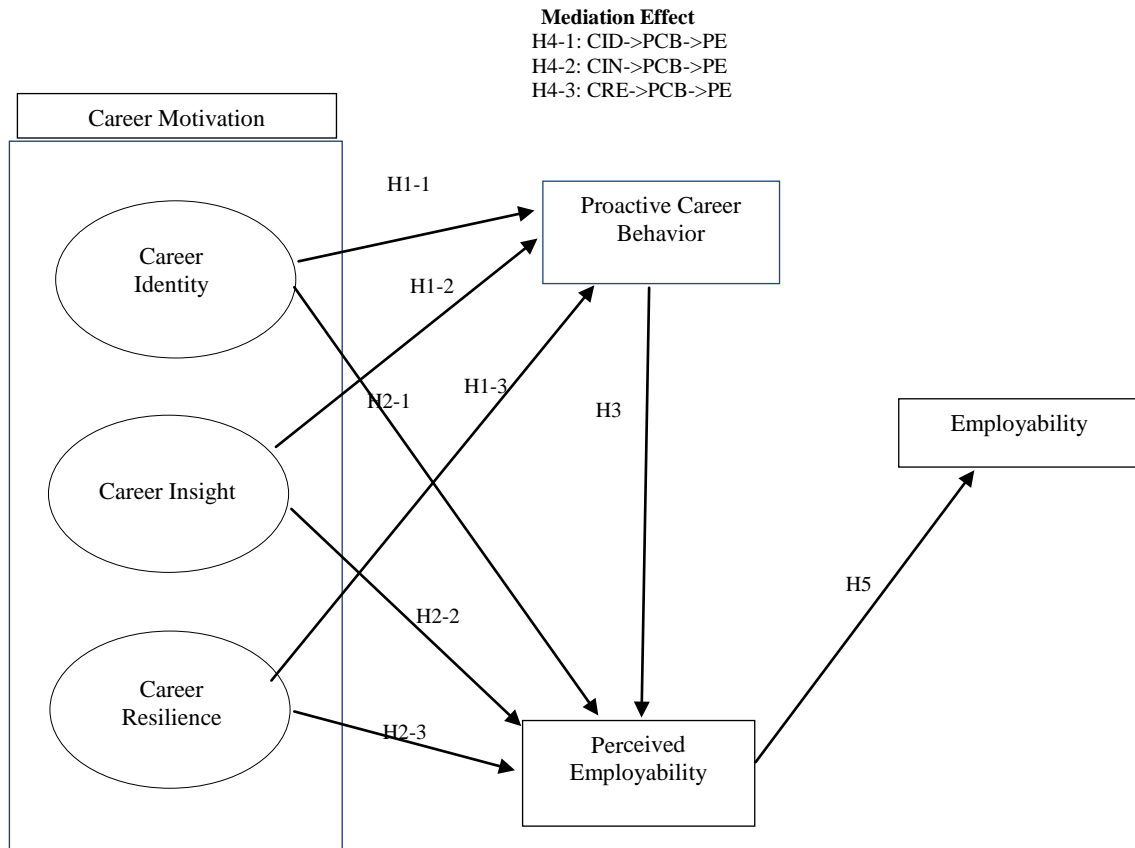 Mediation Effect
H4-1: CID->PCB->PE
H4-2: CIN->PCB->PE
H4-3: CRE->PCB->PE
Career Motivation
H1-1
Proactive Career
Behavior
Career
Identity
H1-2
H1-3
H2-1
H3
Employability
Career Insight
H5
H2-2
Career
Resilience
H2-3
Perceived
Employability